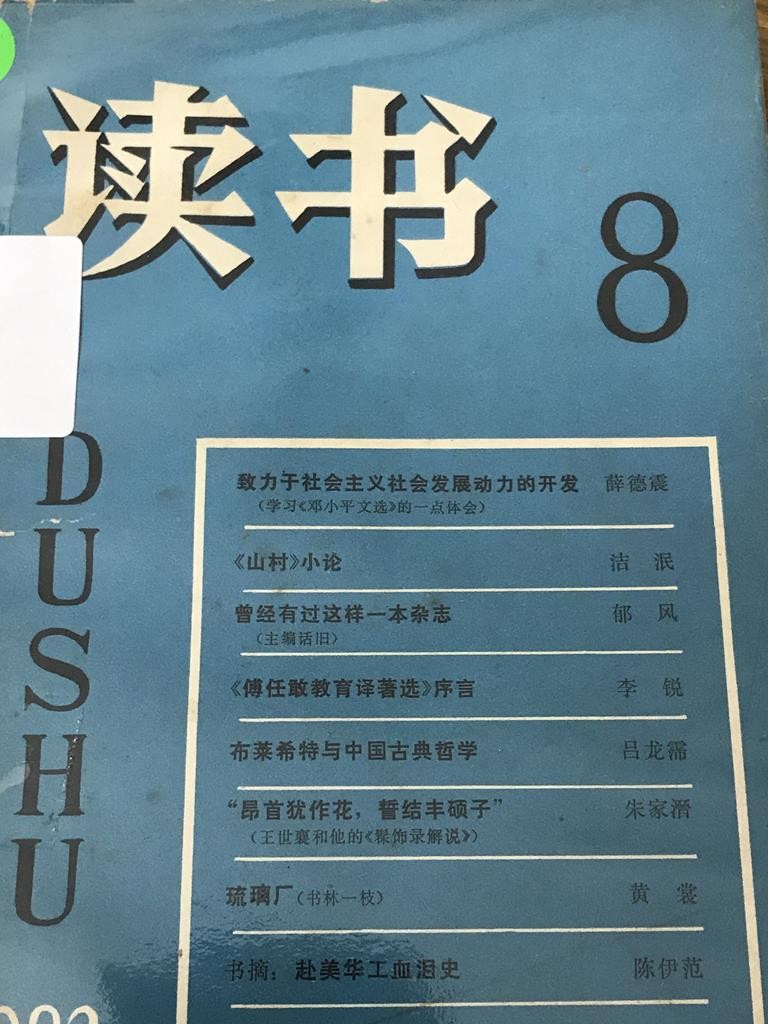 读书
8
DUSHU
致力于社会主义社会发展动力的开发 薛德震
（学习《邓小平文选》的一点体会）
《山村》小论 洁泯
曾经有过这样一本杂志 郁风
（主编话旧）
《傅任敢教育译著选》序言 李锐
布莱希特与中国古典哲学 吕龙霈
“昂首犹作花，誓结丰硕子” 朱家溍
（王世襄和他的《髹饰录解说》）
琉璃厂（书林一枝） 黄裳
书摘：赴美华工血泪史 陈伊范